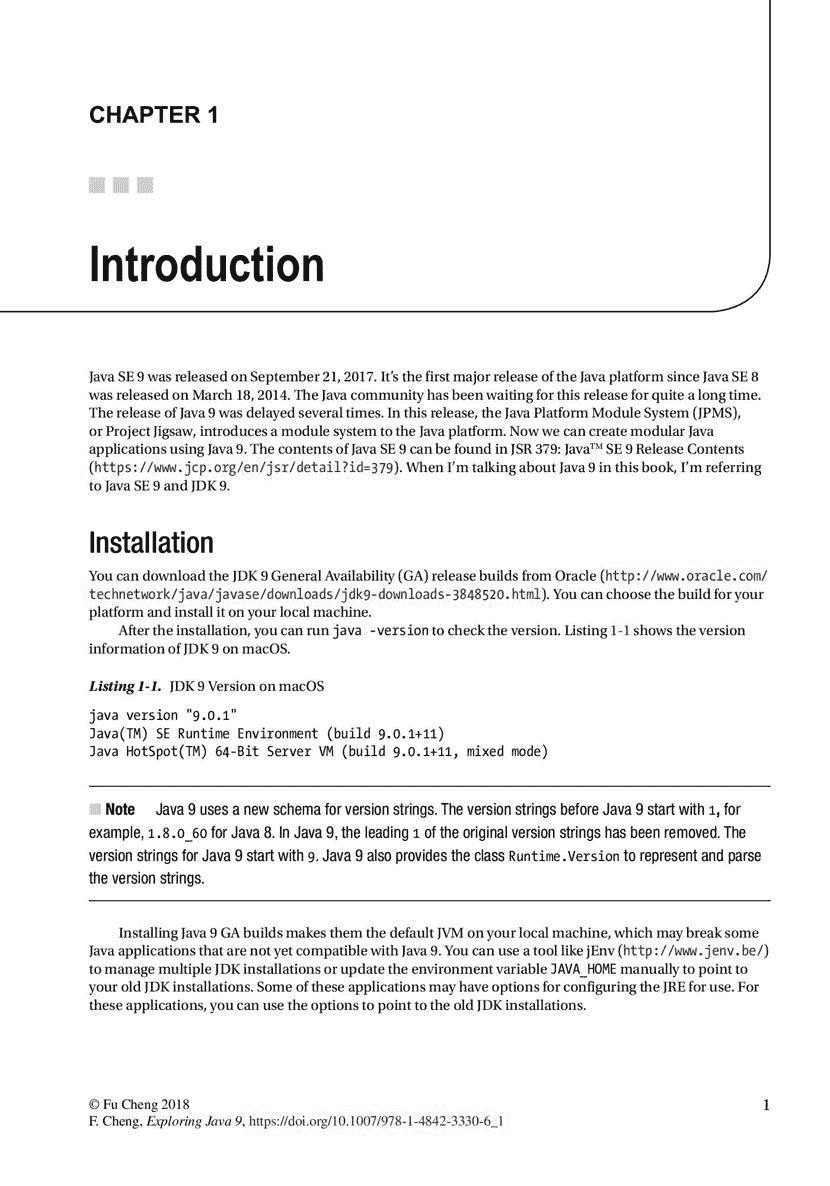 CHAPTER 1
Introduction
Java SE 9 was released on September 21, 2017. It’s the first major release of the Java platform since Java SE 8
was released on March 18, 2014. The Java community has been waiting for this release for quite a long time.
The release of Java 9 was delayed several times. In this release, the Java Platform Module System (JPMS),
or Project Jigsaw, introduces a module system to the Java platform. Now we can create modular Java
applications using Java 9. The contents of Java SE 9 can be found in JSR 379: Java™ SE 9 Release Contents
(https://www.jcp.org/en/jsr/detail?id=379). When I’m talking about Java 9 in this book, I’m referring
to Java SE 9 and JDK 9.
Installation
You can download the JDK 9 General Availability (GA) release builds from Oracle (http://www.oracle.com/
technetwork/java/javase/downloads/jdk9-downloads-3848520.html). You can choose the build for your
platform and install it on your local machine.
After the installation, you can run java -version to check the version. Listing 1-1 shows the version
information of JDK 9 on macOS.
Listing 1-1. JDK 9 Version on macOS
java version "9.0.1"
Java(TM) SE Runtime Environment (build 9.0.1+11)
Java HotSpot(TM) 64-Bit Server VM (build 9.0.1+11, mixed mode)
Note Java 9 uses a new schema for version strings. The version strings before Java 9 start with 1, for
example, 1.8.0_60 for Java 8. In Java 9, the leading 1 of the original version strings has been removed. The
version strings for Java 9 start with 9. Java 9 also provides the class Runtime.Version to represent and parse
the version strings.
Installing Java 9 GA builds makes them the default JVM on your local machine, which may break some
Java applications that are not yet compatible with Java 9. You can use a tool like jEnv (http://www.jenv.be/)
to manage multiple JDK installations or update the environment variable JAVA_HOME manually to point to
your old JDK installations. Some of these applications may have options for configuring the JRE for use. For
these applications, you can use the options to point to the old JDK installations.
© Fu Cheng 2018 1
F. Cheng, Exploring Java 9, https://doi.org/10.1007/978-1-4842-3330-6_1